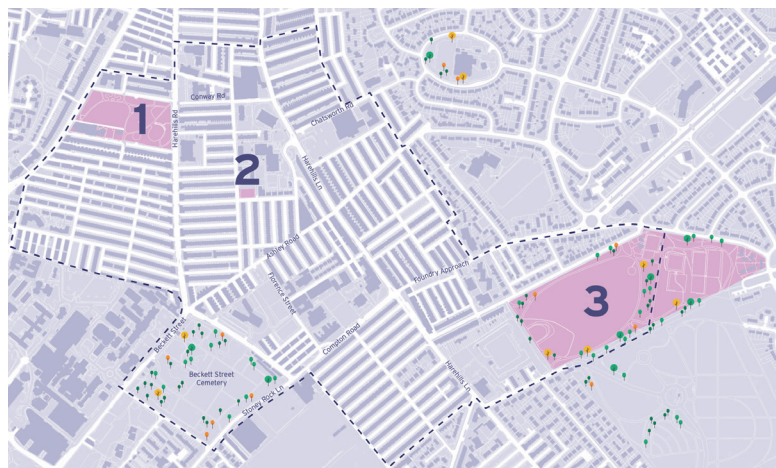 Conway Rd
1
Harehills Rd
Chalsworth Rd
2
Harehills Ln
Ashley Road
Foundry Approach
Florence Street
3
Beckett Street
Compton Road
Beckett Street
Cemetery
Harehills Ln
Stoney Rock Ln